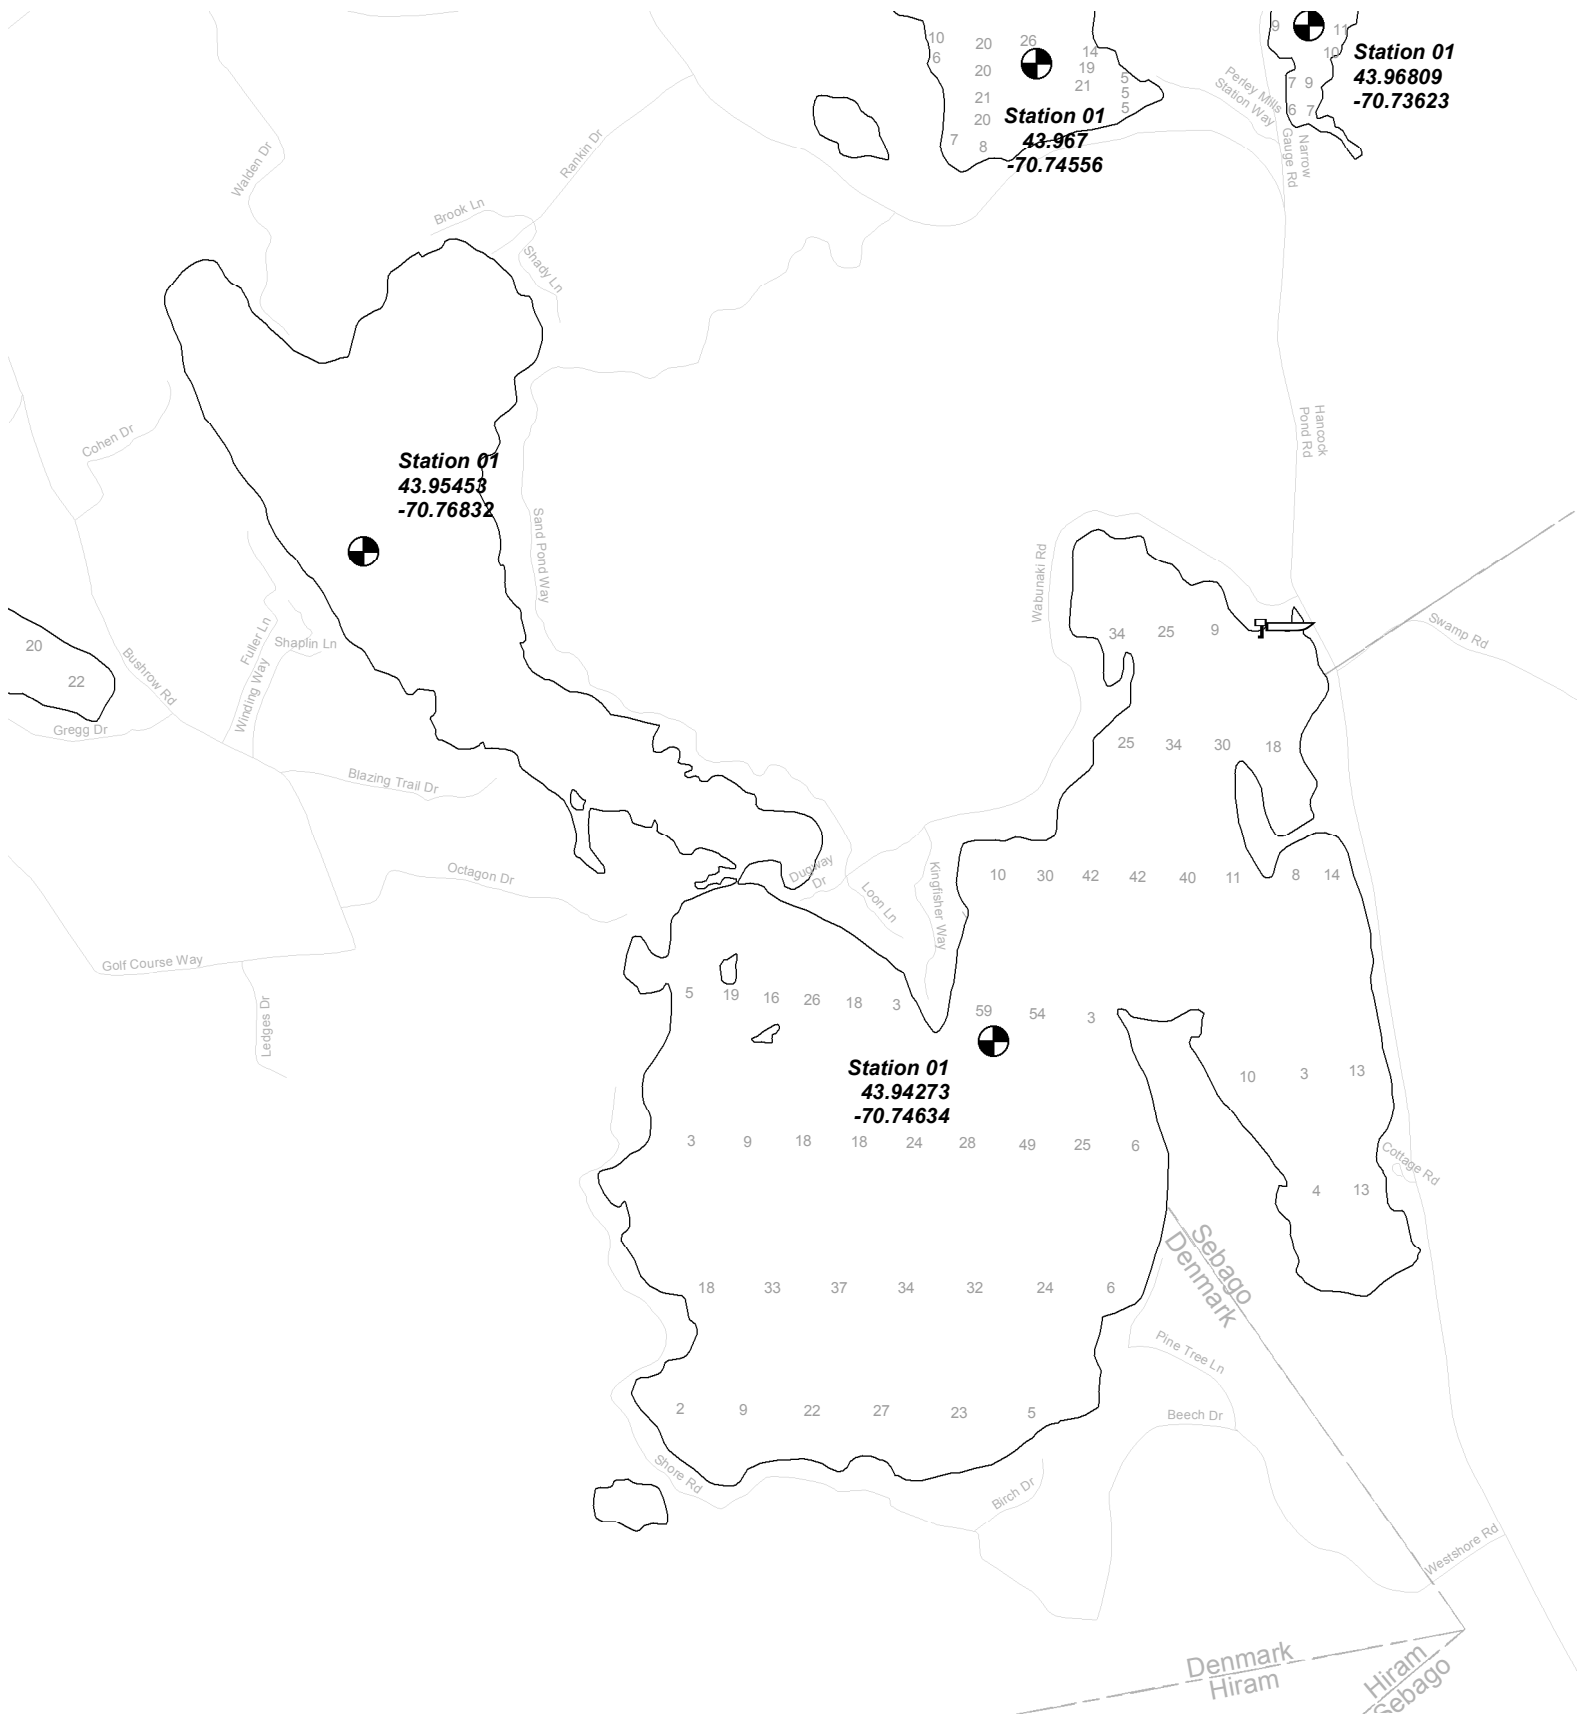 10
20
26
14
6
20
19
21
5
5
5
21
20
7
8
Station 01
43.967
-70.74556
9
11
10
7 9
6 7
Station 01
43.96809
-70.73623
Perley Mills
Station Way
Narrow
Gauge Rd
Walden Dr
Rankin Dr
Brook Ln
Shady Ln
Cohen Dr
Station 01
43.95453
-70.76832
Hancock
Pond Rd
Sand Pond Way
Wabunaki Rd
Swamp Rd
20
22
Gregg Dr
Bushrow Rd
Fuller Ln
Shaplin Ln
Winding Way
Blazing Trail Dr
34 25 9
25 34 30 18
Octagon Dr
Dugway
Dr
Loon Ln
Kingfisher Way
10 30 42 42 40 11 8 14
Golf Course Way
Ledges Dr
5 19 16 26 18 3
59 54 3
Station 01
43.94273
-70.74634
10 3 13
3 9 18 18 24 28 49 25 6
Cottage Rd
4 13
Sebago
Denmark
18 33 37 34 32 24 6
Pine Tree Ln
2 9 22 27 23 5
Beech Dr
Shore Rd
Birch Dr
Westshore Rd
Denmark
Hiram
Hiram
Sebago